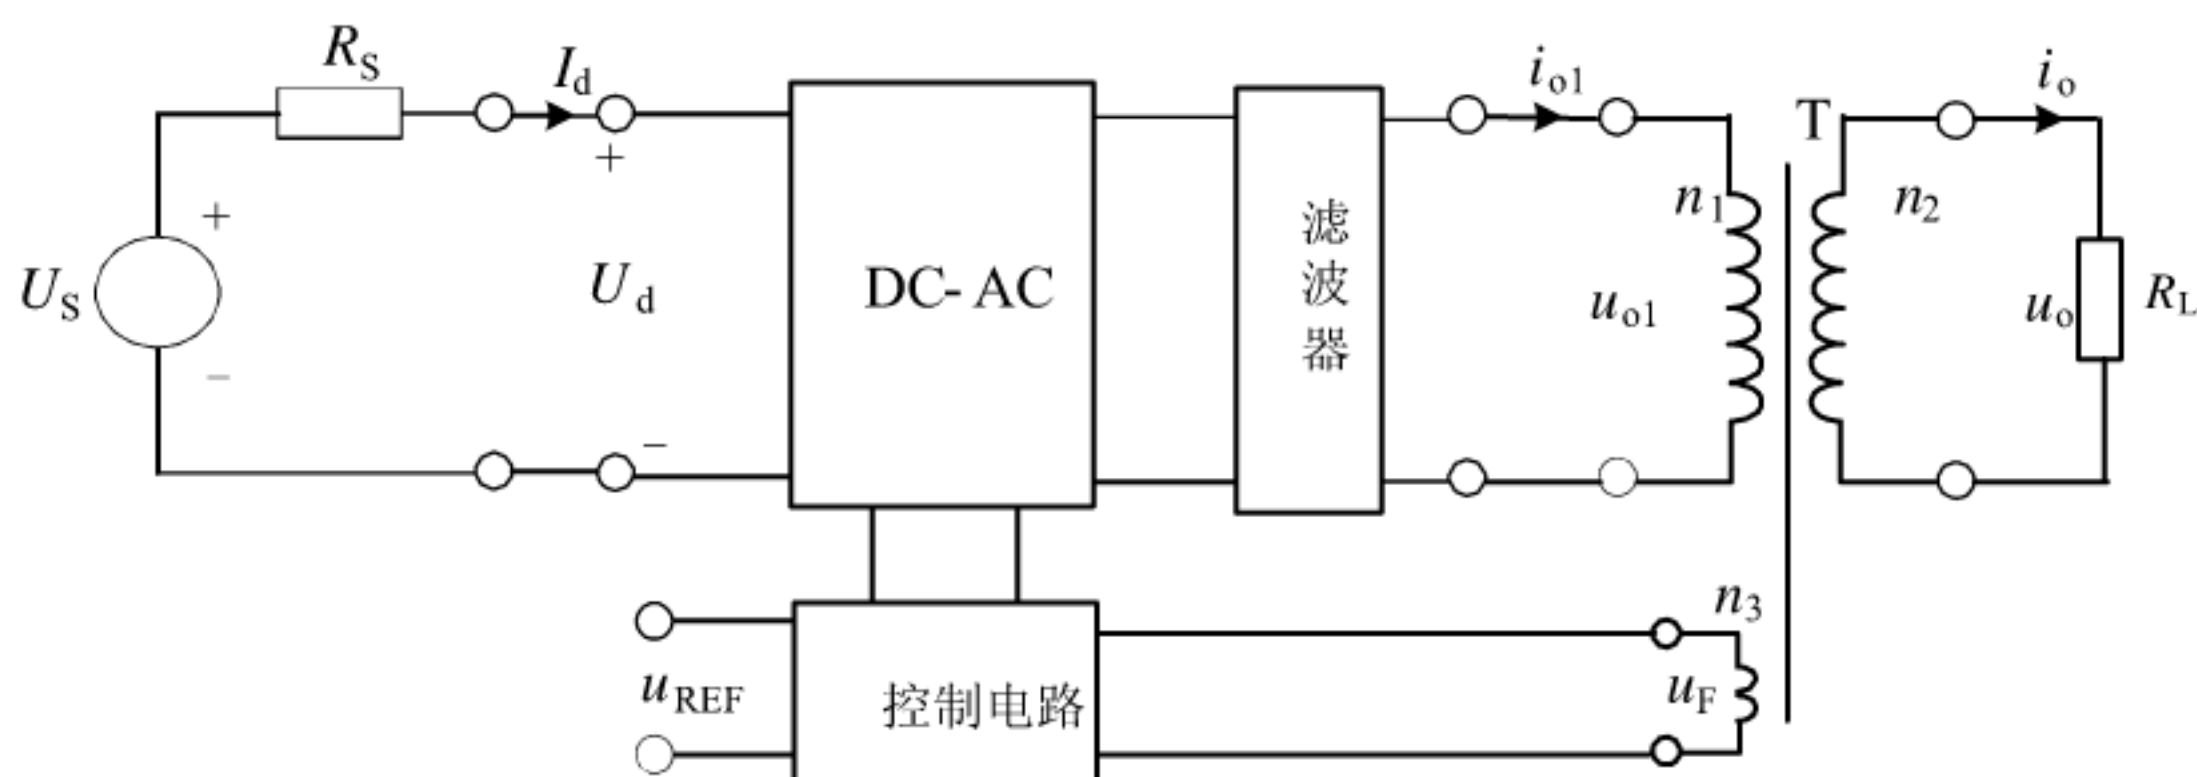 R_S
I_d
i_o1
i_o
T
+
+
n_1
n_2
U_S
U_d
DC-AC
滤
波
器
u_o1
u_o
R_L
−
−
n_3
u_REF
控制电路
u_F